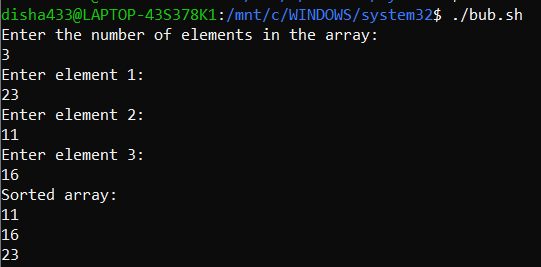 disha433@LAPTOP-43S378K1:/mnt/c/WINDOWS/system32$ ./bub.sh
Enter the number of elements in the array:
3
Enter element 1:
23
Enter element 2:
11
Enter element 3:
16
Sorted array:
11
16
23